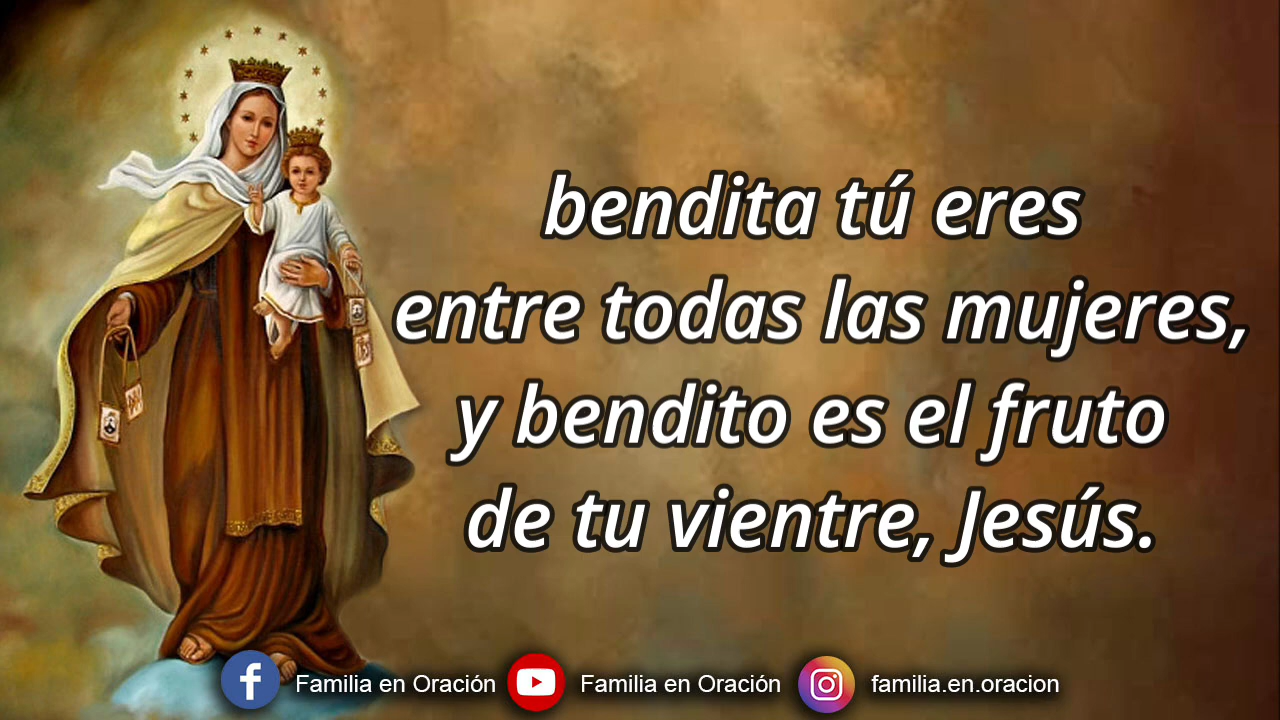 bendita tú eres
entre todas las mujeres,
y bendito es el fruto
de tu vientre, Jesús.
Familia en Oración
Familia en Oración
familia.en.oracion